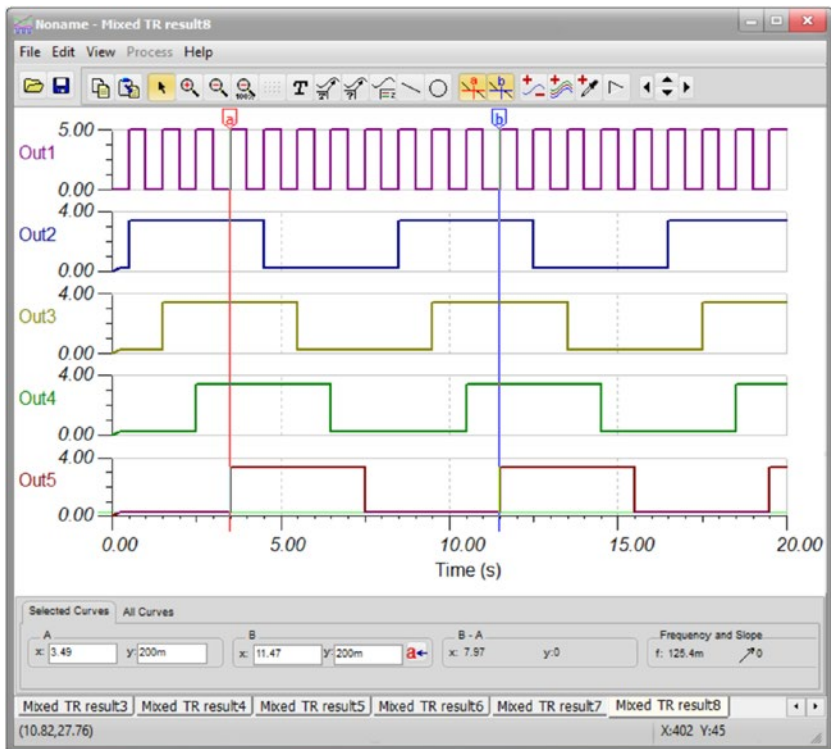 Noname - Mixed TR result8
File Edit View Process Help
T
100%
a b
a b
5.00
Out1
0.00
4.00
Out2
0.00
4.00
Out3
0.00
4.00
Out4
0.00
4.00
Out5
0.00
0.00 5.00 10.00 15.00 20.00
Time (s)
Selected Curves All Curves
A B B - A Frequency and Slope
x: 3.49 y: 200m x: 11.47 y: 200m a x: 7.97 y:0 f: 125.4m 0
Mixed TR result3 Mixed TR result4 Mixed TR result5 Mixed TR result6 Mixed TR result7 Mixed TR result8
(10.82,27.76) X:402 Y:45